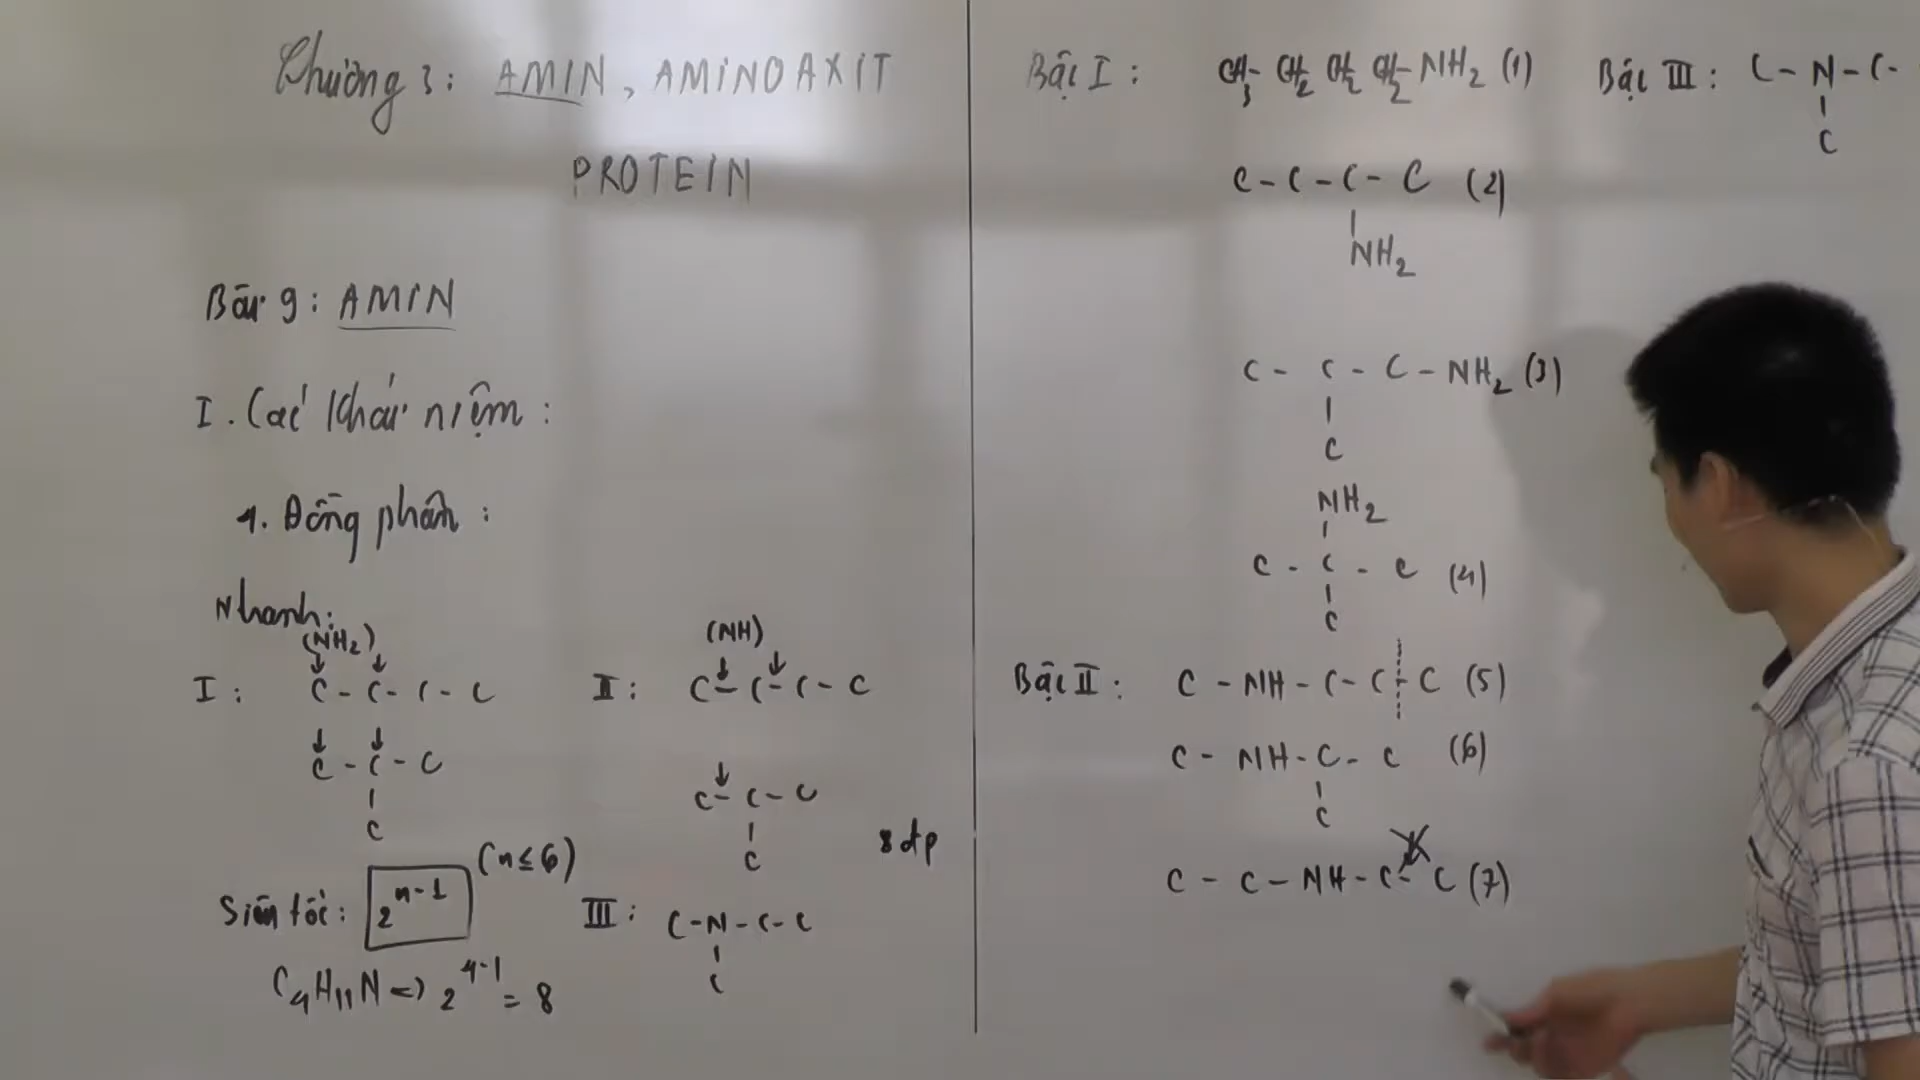 Chương 3: AMIN, AMINOAXIT
PROTEIN
Bài 9: AMIN
I. Các khái niệm:
4. Đồng phân:
Nhanh:
(NH2)
I: C - C - C - C
C - C - C
C
Siêu tốc: 2^n-1 (n≤6)
C4H11N => 2^4-1 = 8
(NH)
II: C - C - C - C
C - C - C
C
8 đp
III: C-N-C-C
C
Bậc I: CH3- CH2 CH2 CH2-NH2 (1)
C-C-C-C (2)
NH2
C - C - C - NH2 (3)
C
NH2
C - C - C (4)
C
Bậc II: C - NH - C - C - C (5)
C - NH - C - C (6)
C
C - C - NH - C - C (7)
Bậc III: C - N - C -
C